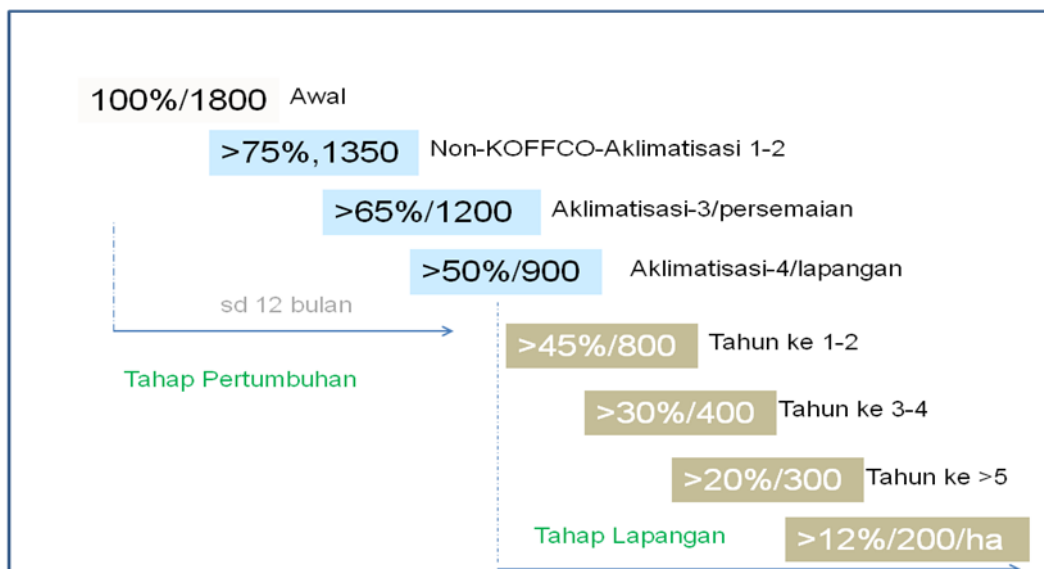 100%/1800 Awal
>75%,1350 Non-KOFFCO-Aklimatisasi 1-2
>65%/1200 Aklimatisasi-3/persemaian
>50%/900 Aklimatisasi-4/lapangan
sd 12 bulan
>45%/800 Tahun ke 1-2
Tahap Pertumbuhan
>30%/400 Tahun ke 3-4
>20%/300 Tahun ke >5
Tahap Lapangan >12%/200/ha